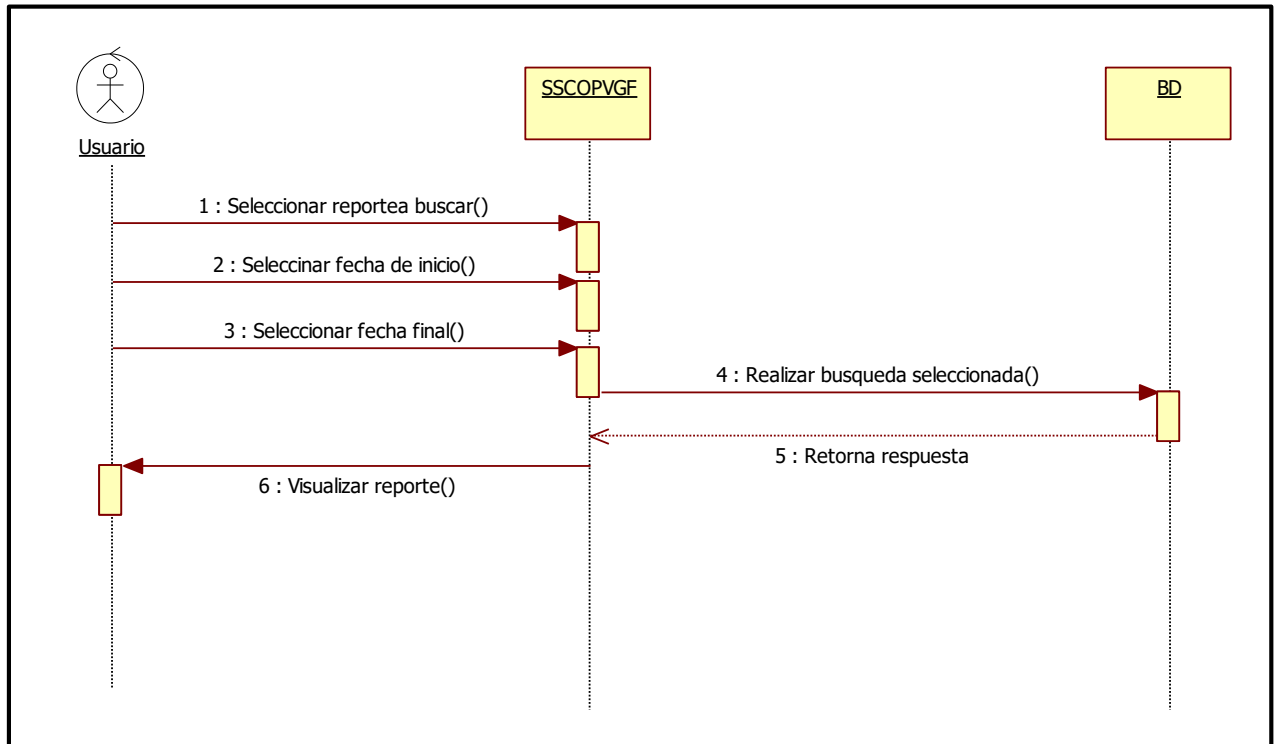 SSCOPVGF
BD
Usuario
1 : Seleccionar reportea buscar()
2 : Seleccinar fecha de inicio()
3 : Seleccionar fecha final()
4 : Realizar busqueda seleccionada()
5 : Retorna respuesta
6 : Visualizar reporte()